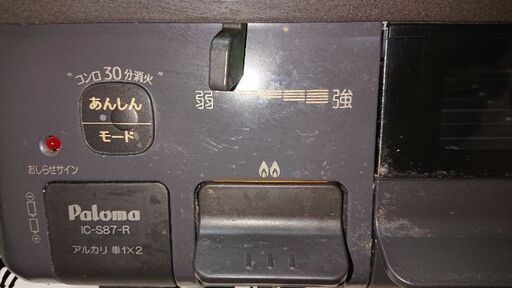 "コンロ30分消火"
あんしん
モード
弱 強
おしらせサイン
Paloma
IC-S87-R
アルカリ 単1×2